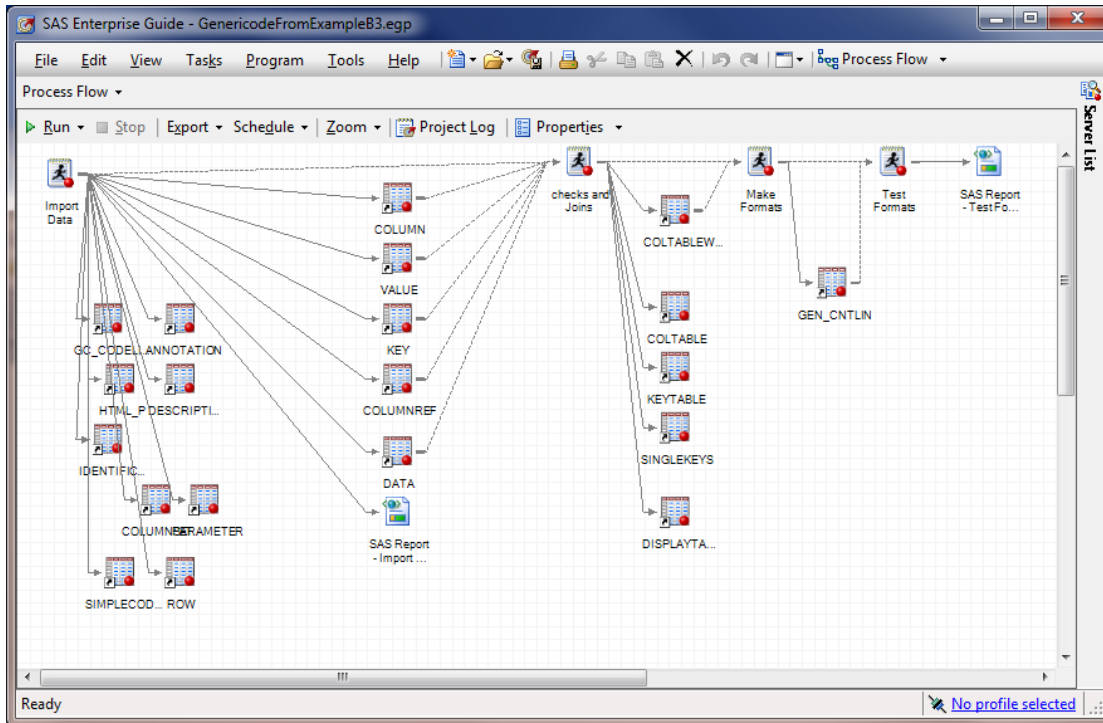 SAS Enterprise Guide - GenericodeFromExampleB3.egp
File Edit View Tasks Program Tools Help Process Flow
Process Flow
Run Stop Export Schedule Zoom Project Log Properties
Server List
Import
Data
COLUMN
checks and
Joins
Make
Formats
Test
Formats
SAS Report
- Test Fo...
COLTABLEW...
VALUE
GEN_CNTLIN
ANNOTATION
KEY
COLTABLE
HTML_P
DESCRIPTI...
COLUMNREF
KEYTABLE
IDENTIFIC...
DATA
SINGLEKEYS
PARAMETER
SAS Report
- Import ...
DISPLAYTA...
SIMPLECOD... ROW
Ready
No profile selected